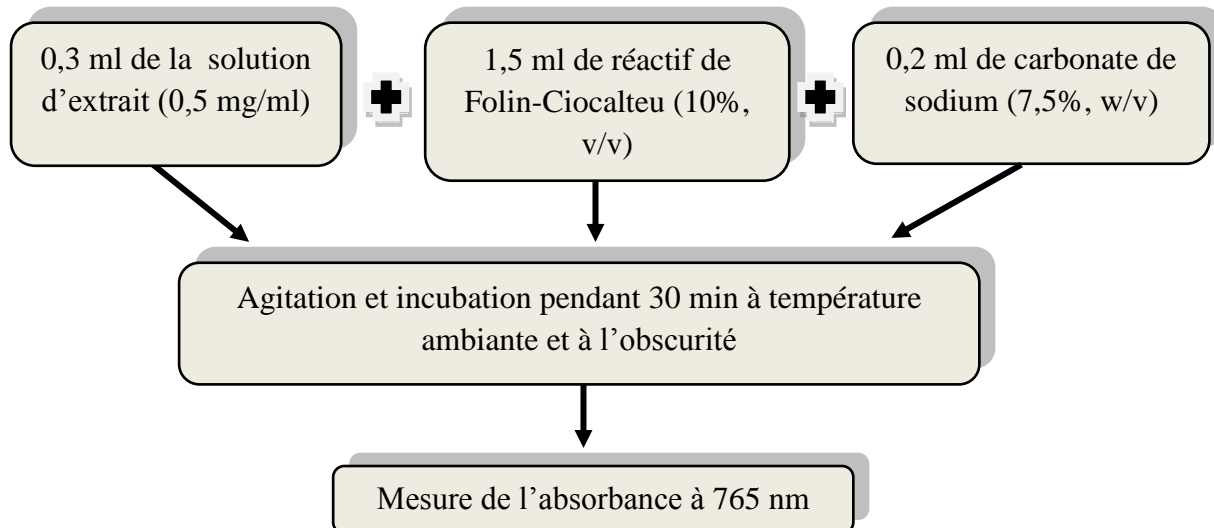 0,3 ml de la solution
d’extrait (0,5 mg/ml)
1,5 ml de réactif de
Folin-Ciocalteu (10%,
v/v)
0,2 ml de carbonate de
sodium (7,5%, w/v)
Agitation et incubation pendant 30 min à température
ambiante et à l’obscurité
Mesure de l’absorbance à 765 nm